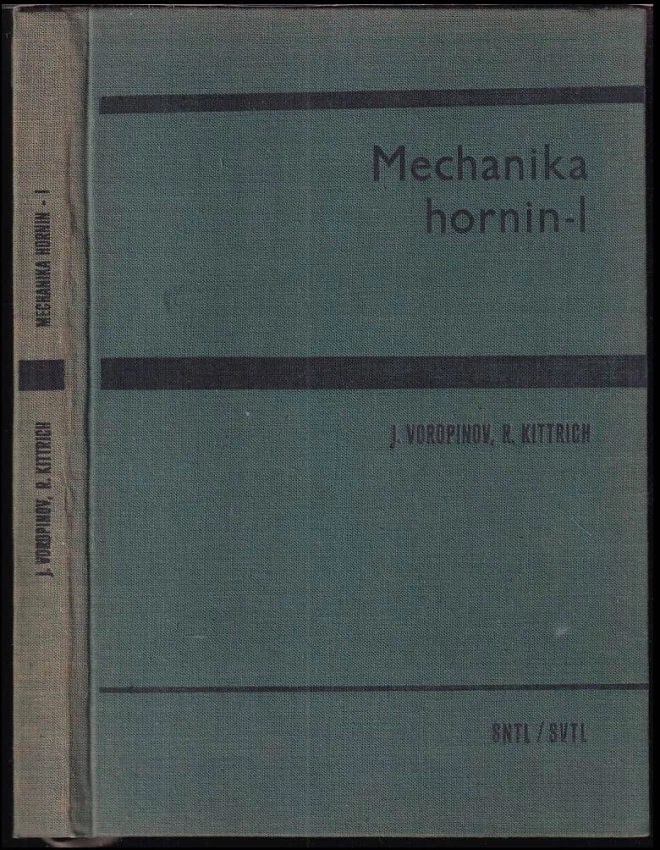 Mechanika
hornin-I
J. VOROPINOV, R. KITTRICH
SNTL / SVTL
MECHANIKA HORNIN - I
J. VOROPINOV, R. KITTRICH